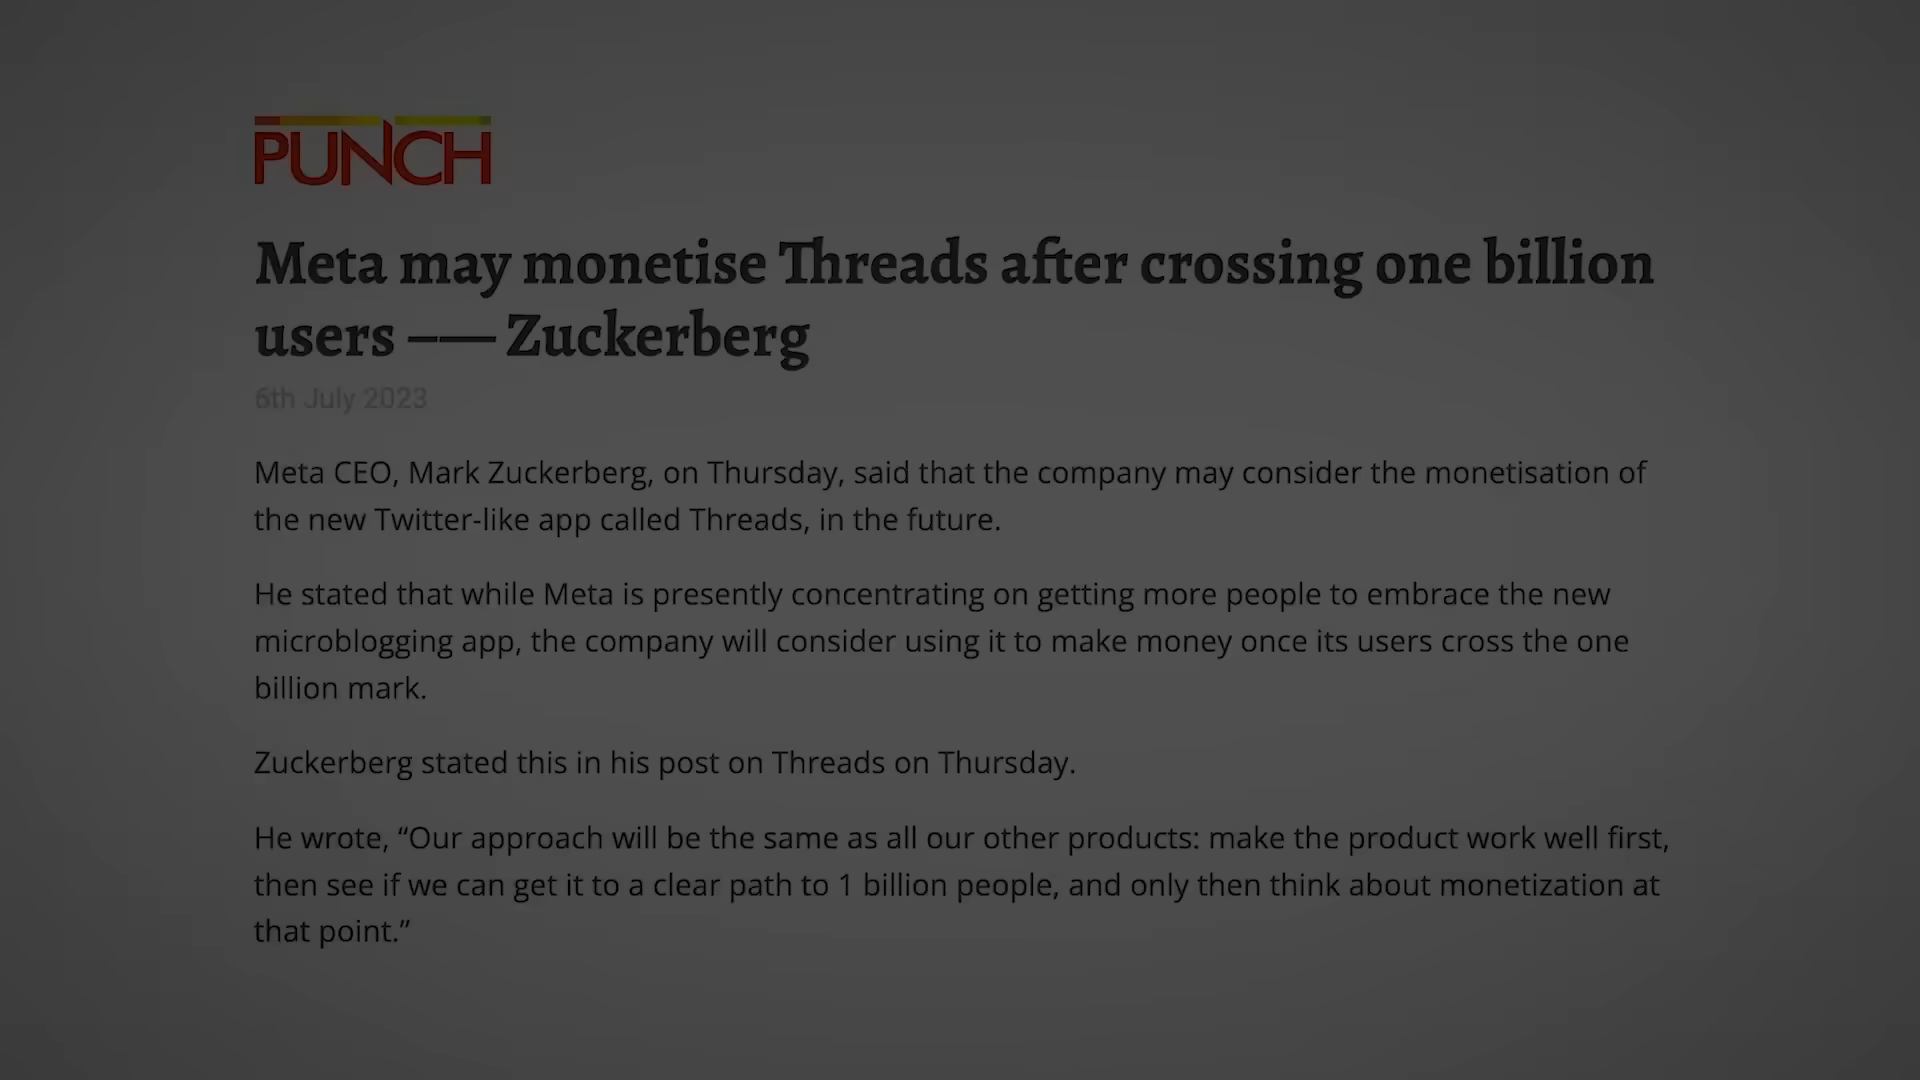 PUNCH
Meta may monetise Threads after crossing one billion
users –— Zuckerberg
6th July 2023
Meta CEO, Mark Zuckerberg, on Thursday, said that the company may consider the monetisation of
the new Twitter-like app called Threads, in the future.
He stated that while Meta is presently concentrating on getting more people to embrace the new
microblogging app, the company will consider using it to make money once its users cross the one
billion mark.
Zuckerberg stated this in his post on Threads on Thursday.
He wrote, “Our approach will be the same as all our other products: make the product work well first,
then see if we can get it to a clear path to 1 billion people, and only then think about monetization at
that point.”